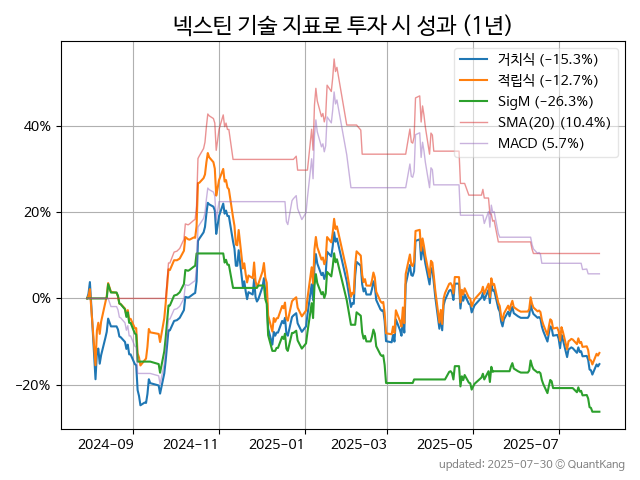 넥스틴 기술 지표로 투자 시 성과 (1년)
거치식 (-15.3%)
적립식 (-12.7%)
SigM (-26.3%)
SMA(20) (10.4%)
MACD (5.7%)
40%
20%
0%
−20%
2024-09
2024-11
2025-01
2025-03
2025-05
2025-07
updated: 2025-07-30 © QuantKang